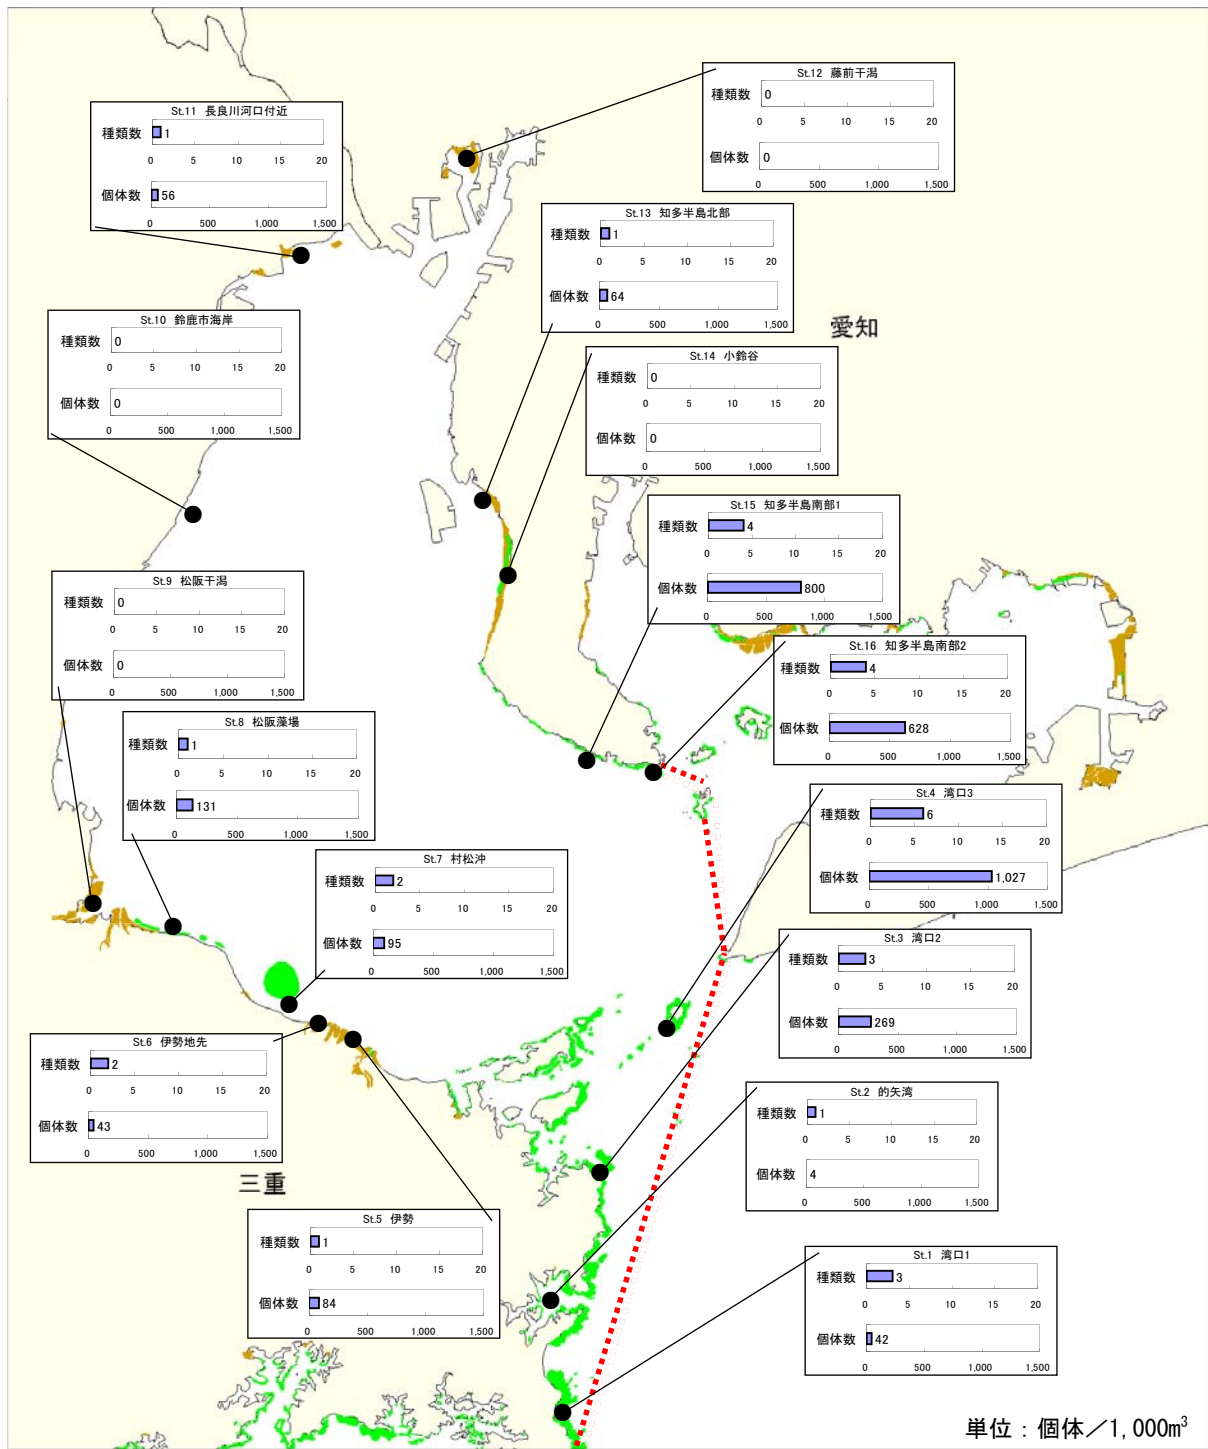 St.12 藤前干潟
種類数
0
0 5 10 15 20
個体数
0
0 500 1,000 1,500
St.11 長良川河口付近
種類数
1
0 5 10 15 20
個体数
56
0 500 1,000 1,500
St.13 知多半島北部
種類数
1
0 5 10 15 20
個体数
64
0 500 1,000 1,500
愛知
St.10 鈴鹿市海岸
種類数
0
0 5 10 15 20
個体数
0
0 500 1,000 1,500
St.14 小鈴谷
種類数
0
0 5 10 15 20
個体数
0
0 500 1,000 1,500
St.15 知多半島南部1
種類数
4
0 5 10 15 20
個体数
800
0 500 1,000 1,500
St.9 松阪干潟
種類数
0
0 5 10 15 20
個体数
0
0 500 1,000 1,500
St.16 知多半島南部2
種類数
4
0 5 10 15 20
個体数
628
0 500 1,000 1,500
St.8 松阪藻場
種類数
1
0 5 10 15 20
個体数
131
0 500 1,000 1,500
St.4 湾口3
種類数
6
0 5 10 15 20
個体数
1,027
0 500 1,000 1,500
St.7 村松沖
種類数
2
0 5 10 15 20
個体数
95
0 500 1,000 1,500
St.3 湾口2
種類数
3
0 5 10 15 20
個体数
269
0 500 1,000 1,500
St.6 伊勢地先
種類数
2
0 5 10 15 20
個体数
43
0 500 1,000 1,500
三重
St.2 的矢湾
種類数
1
0 5 10 15 20
個体数
4
0 500 1,000 1,500
St.5 伊勢
種類数
1
0 5 10 15 20
個体数
84
0 500 1,000 1,500
St.1 湾口1
種類数
3
0 5 10 15 20
個体数
42
0 500 1,000 1,500
単位：個体／1,000m³